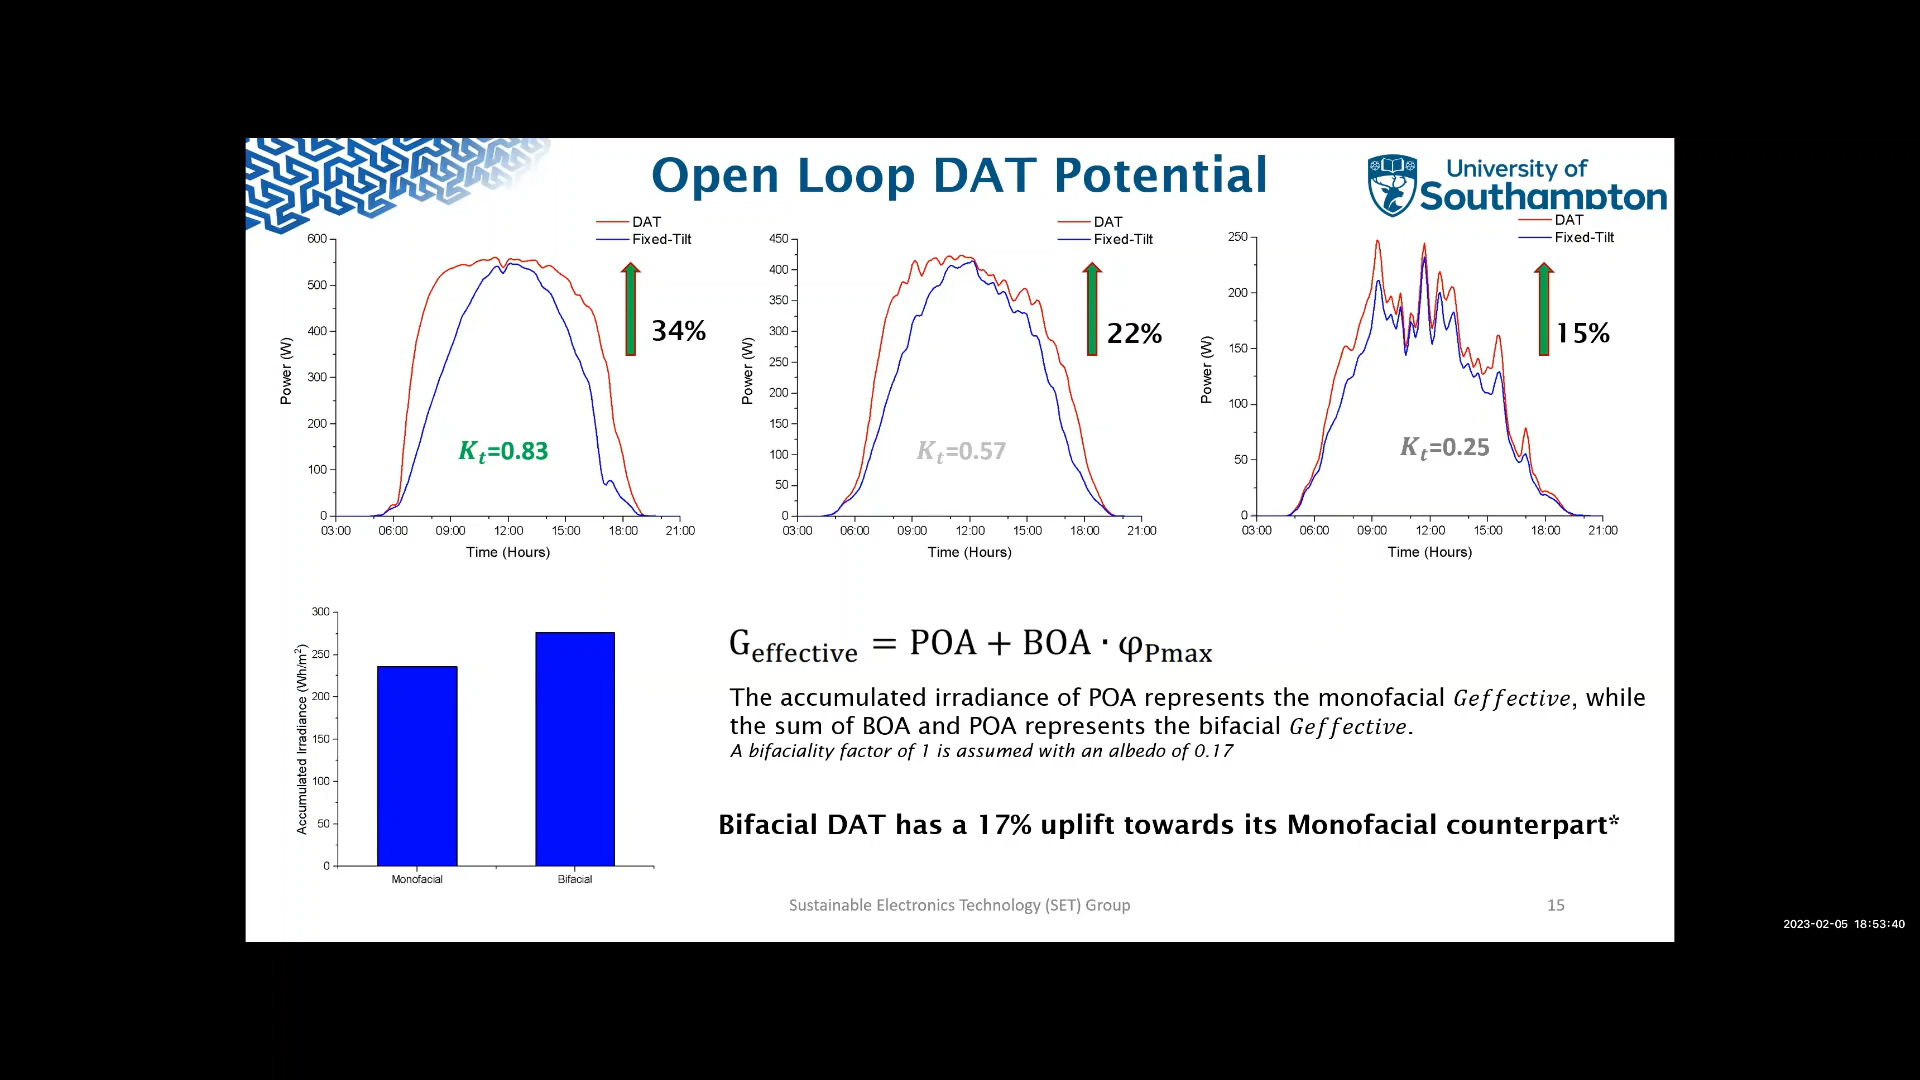 Open Loop DAT Potential
University of
Southampton
DAT
Fixed-Tilt
600
500
400
300
200
100
0
Power (W)
34%
Kt=0.83
03:00 06:00 09:00 12:00 15:00 18:00 21:00
Time (Hours)
DAT
Fixed-Tilt
450
400
350
300
250
200
150
100
50
0
Power (W)
22%
Kt=0.57
03:00 06:00 09:00 12:00 15:00 18:00 21:00
Time (Hours)
DAT
Fixed-Tilt
250
200
150
100
50
0
Power (W)
15%
Kt=0.25
03:00 06:00 09:00 12:00 15:00 18:00 21:00
Time (Hours)
300
250
200
150
100
50
0
Accumulated Irradiance (Wh/m²)
Monofacial Bifacial
Geffective = POA + BOA · φPmax
The accumulated irradiance of POA represents the monofacial Geffective, while
the sum of BOA and POA represents the bifacial Geffective.
A bifaciality factor of 1 is assumed with an albedo of 0.17
Bifacial DAT has a 17% uplift towards its Monofacial counterpart*
Sustainable Electronics Technology (SET) Group
15
2023-02-05 18:53:40